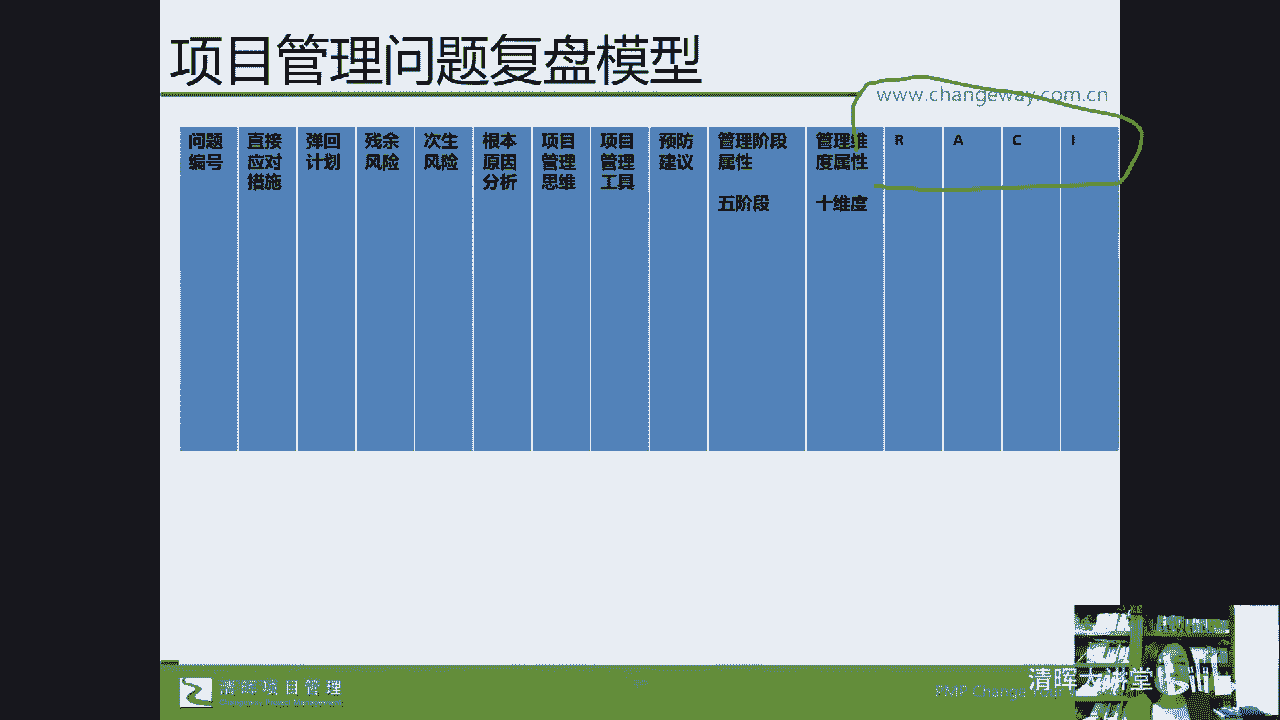 项目管理问题复盘模型
www.changeway.com.cn
问题编号
直接应对措施
弹回计划
残余风险
次生风险
根本原因分析
项目管理思维
项目管理工具
预防建议
管理阶段属性
五阶段
管理维度属性
十维度
R
A
C
I
清晖项目管理
清晖大讲堂